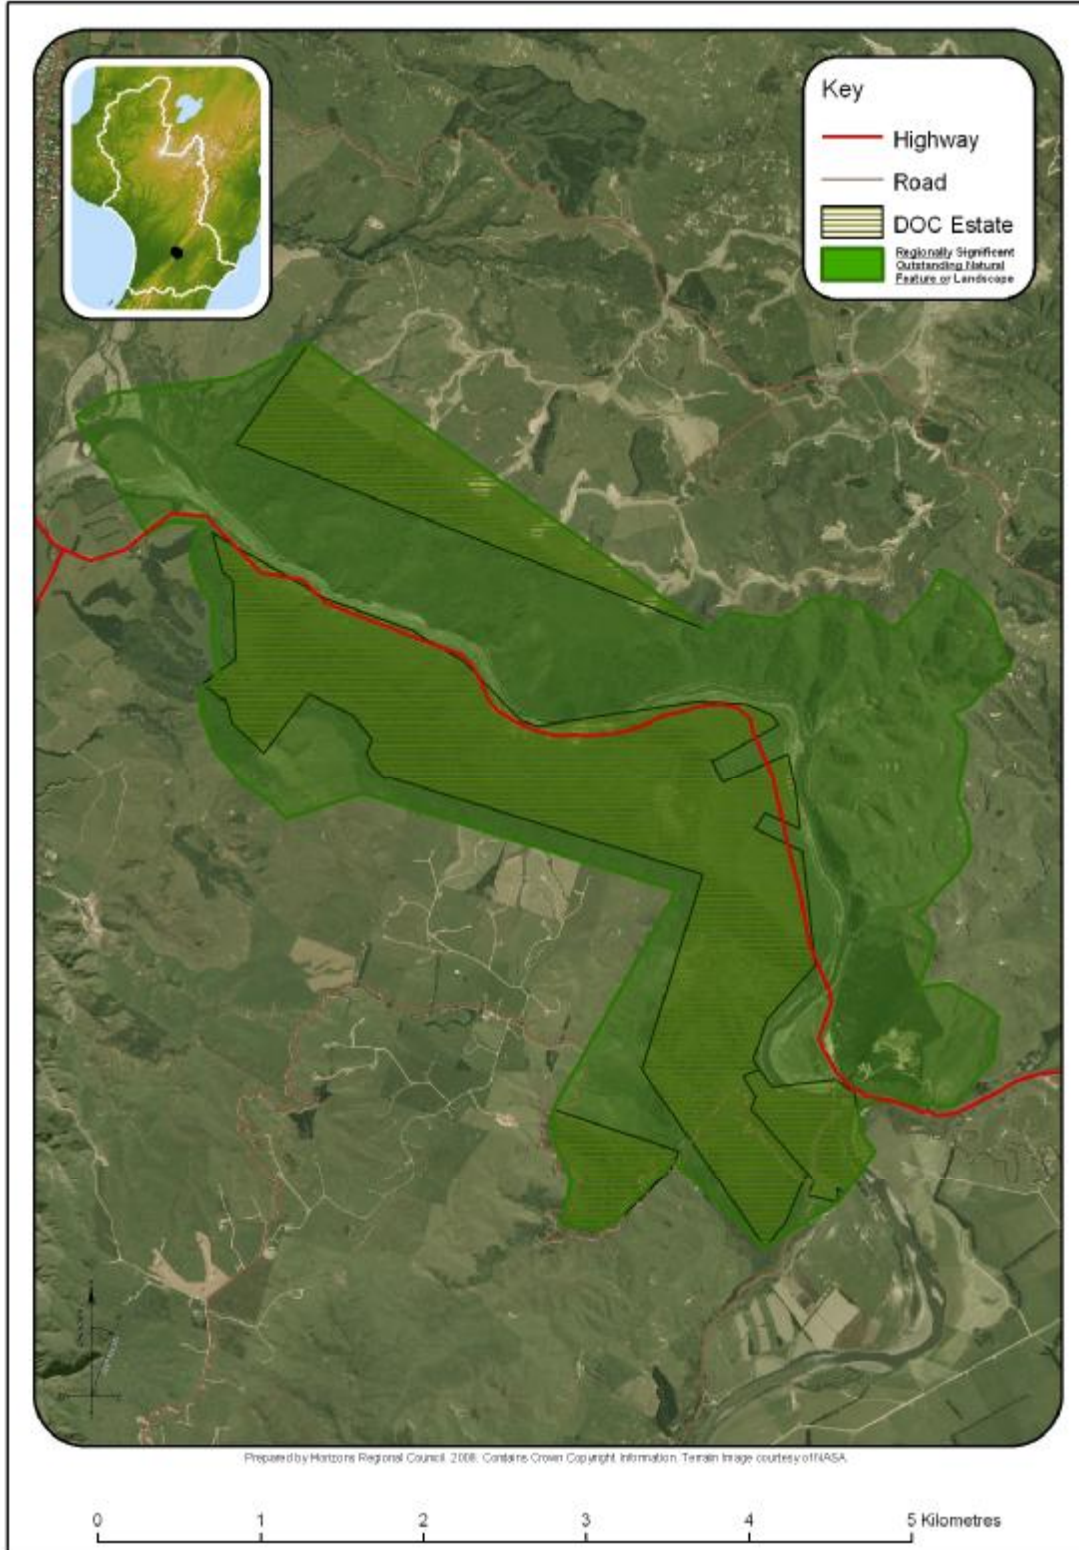 Key
Highway
Road
DOC Estate
Regionally Significant
Outstanding Natural
Feature or Landscape
Prepared by Horizons Regional Council. 2008. Contains Crown Copyright Information. Terrain Image courtesy of NASA.
0 1 2 3 4 5 Kilometres